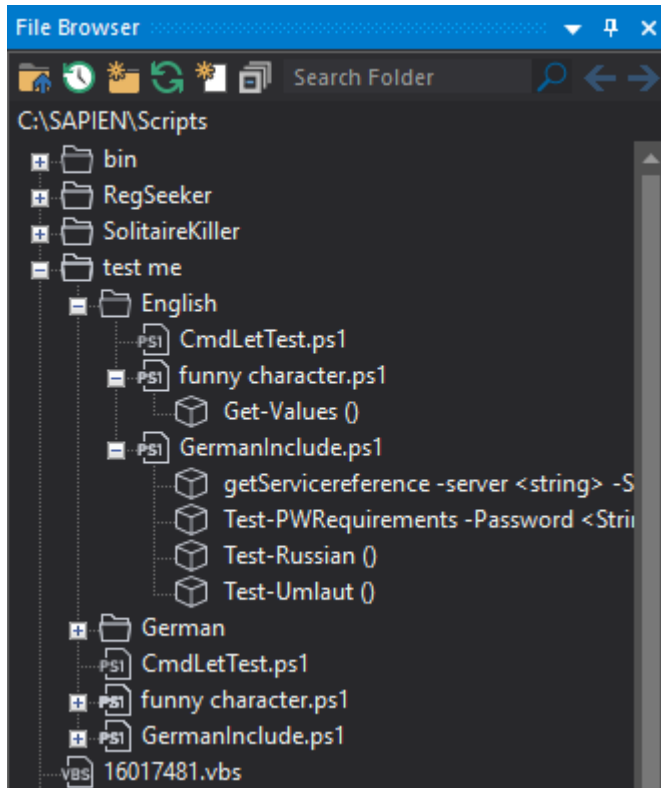 File Browser
Search Folder
C:\SAPIEN\Scripts
bin
RegSeeker
SolitaireKiller
test me
English
PS1 CmdLetTest.ps1
PS1 funny character.ps1
Get-Values ()
PS1 GermanInclude.ps1
getServicereference -server <string> -S
Test-PWRequirements -Password <Stri
Test-Russian ()
Test-Umlaut ()
German
PS1 CmdLetTest.ps1
PS1 funny character.ps1
PS1 GermanInclude.ps1
VBS 16017481.vbs